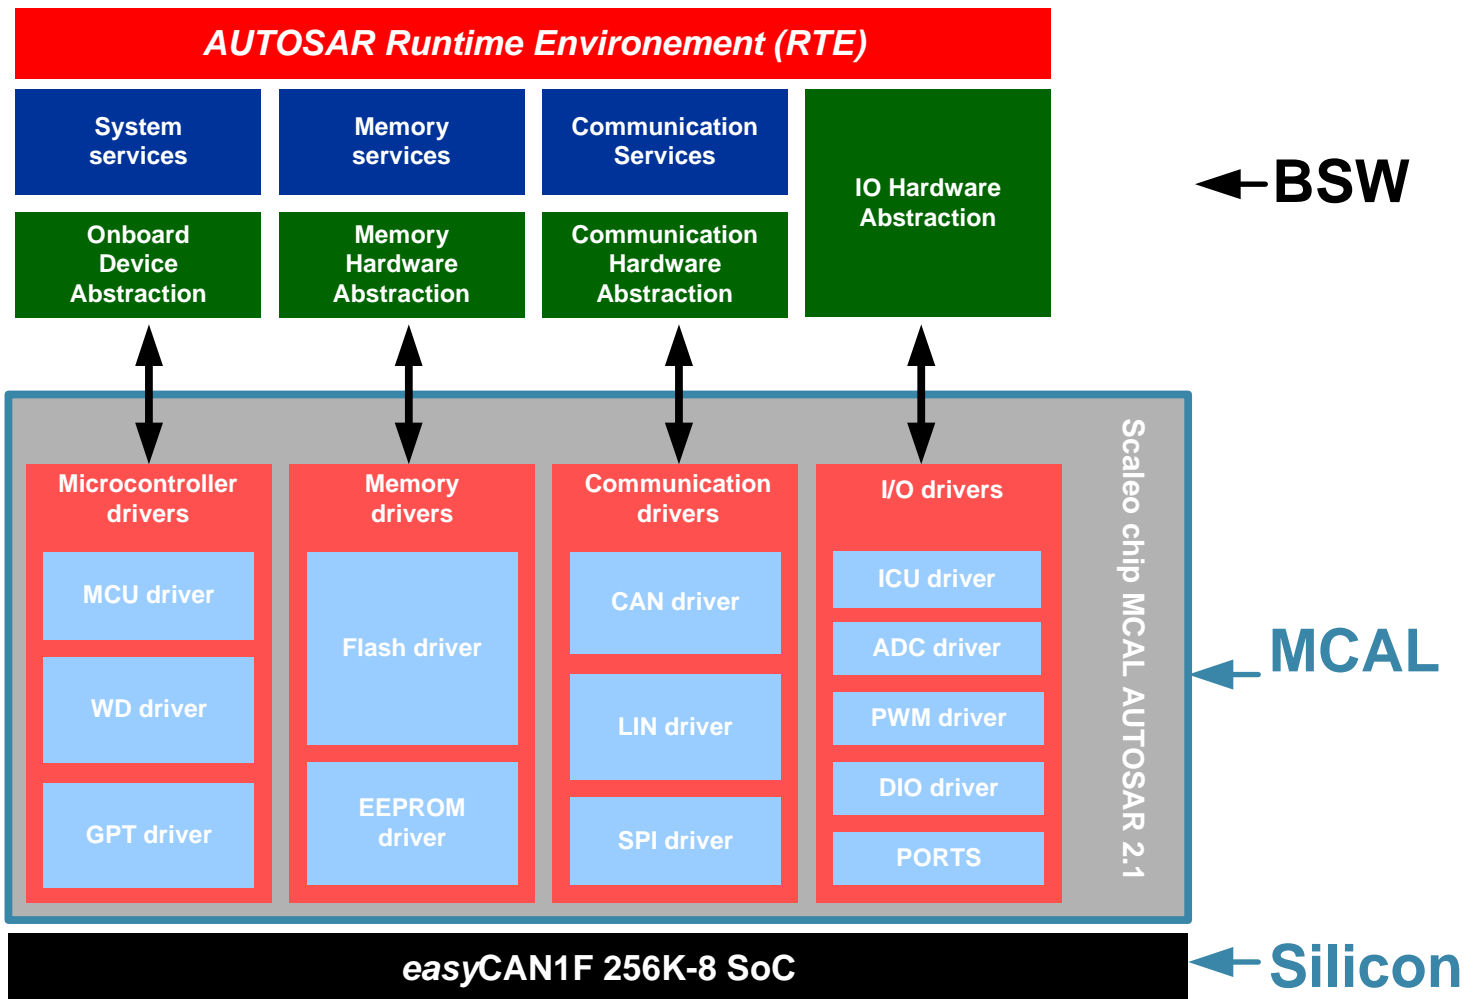 AUTOSAR Runtime Environement (RTE)
System
services
Memory
services
Communication
Services
IO Hardware
Abstraction
BSW
Onboard
Device
Abstraction
Memory
Hardware
Abstraction
Communication
Hardware
Abstraction
Microcontroller
drivers
MCU driver
WD driver
GPT driver
Memory
drivers
Flash driver
EEPROM
driver
Communication
drivers
CAN driver
LIN driver
SPI driver
I/O drivers
ICU driver
ADC driver
PWM driver
DIO driver
PORTS
Scaleo chip MCAL AUTOSAR 2.1
MCAL
easyCAN1F 256K-8 SoC
Silicon